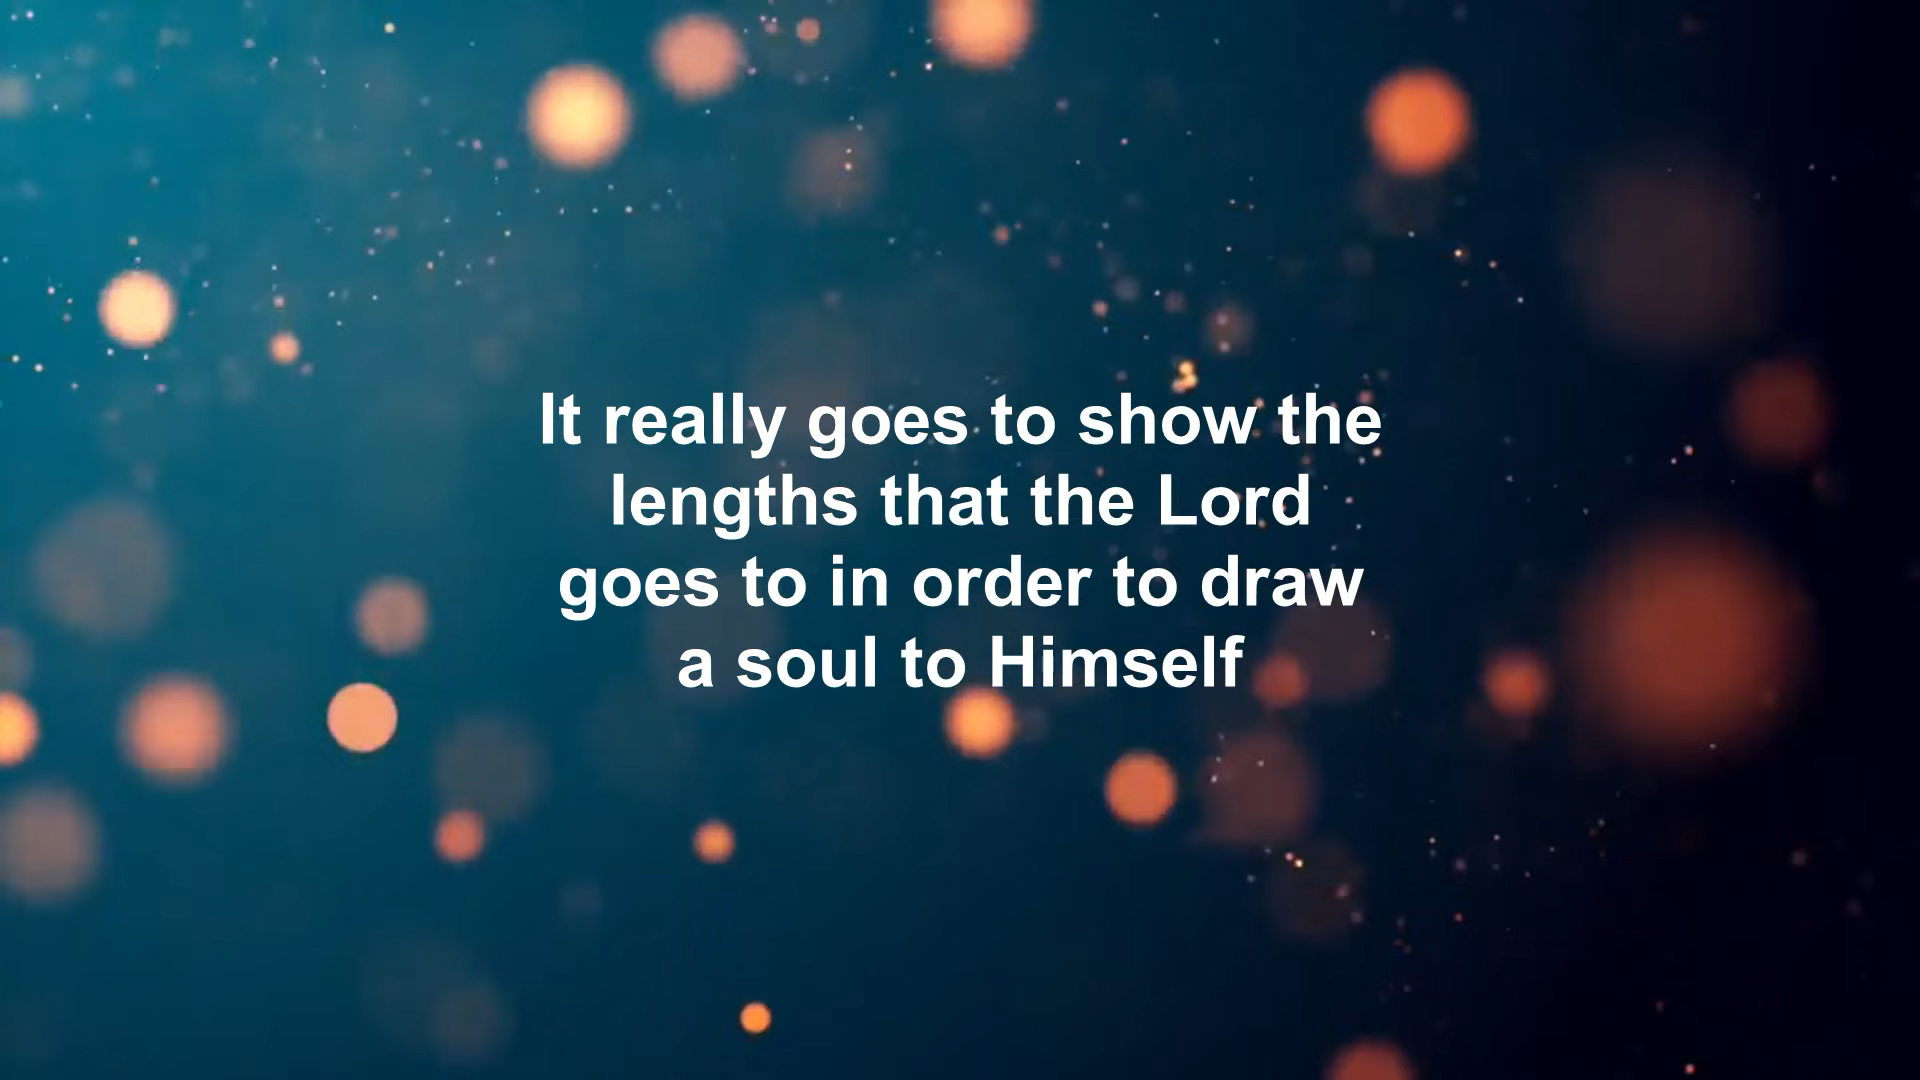 It really goes to show the
lengths that the Lord
goes to in order to draw
a soul to Himself